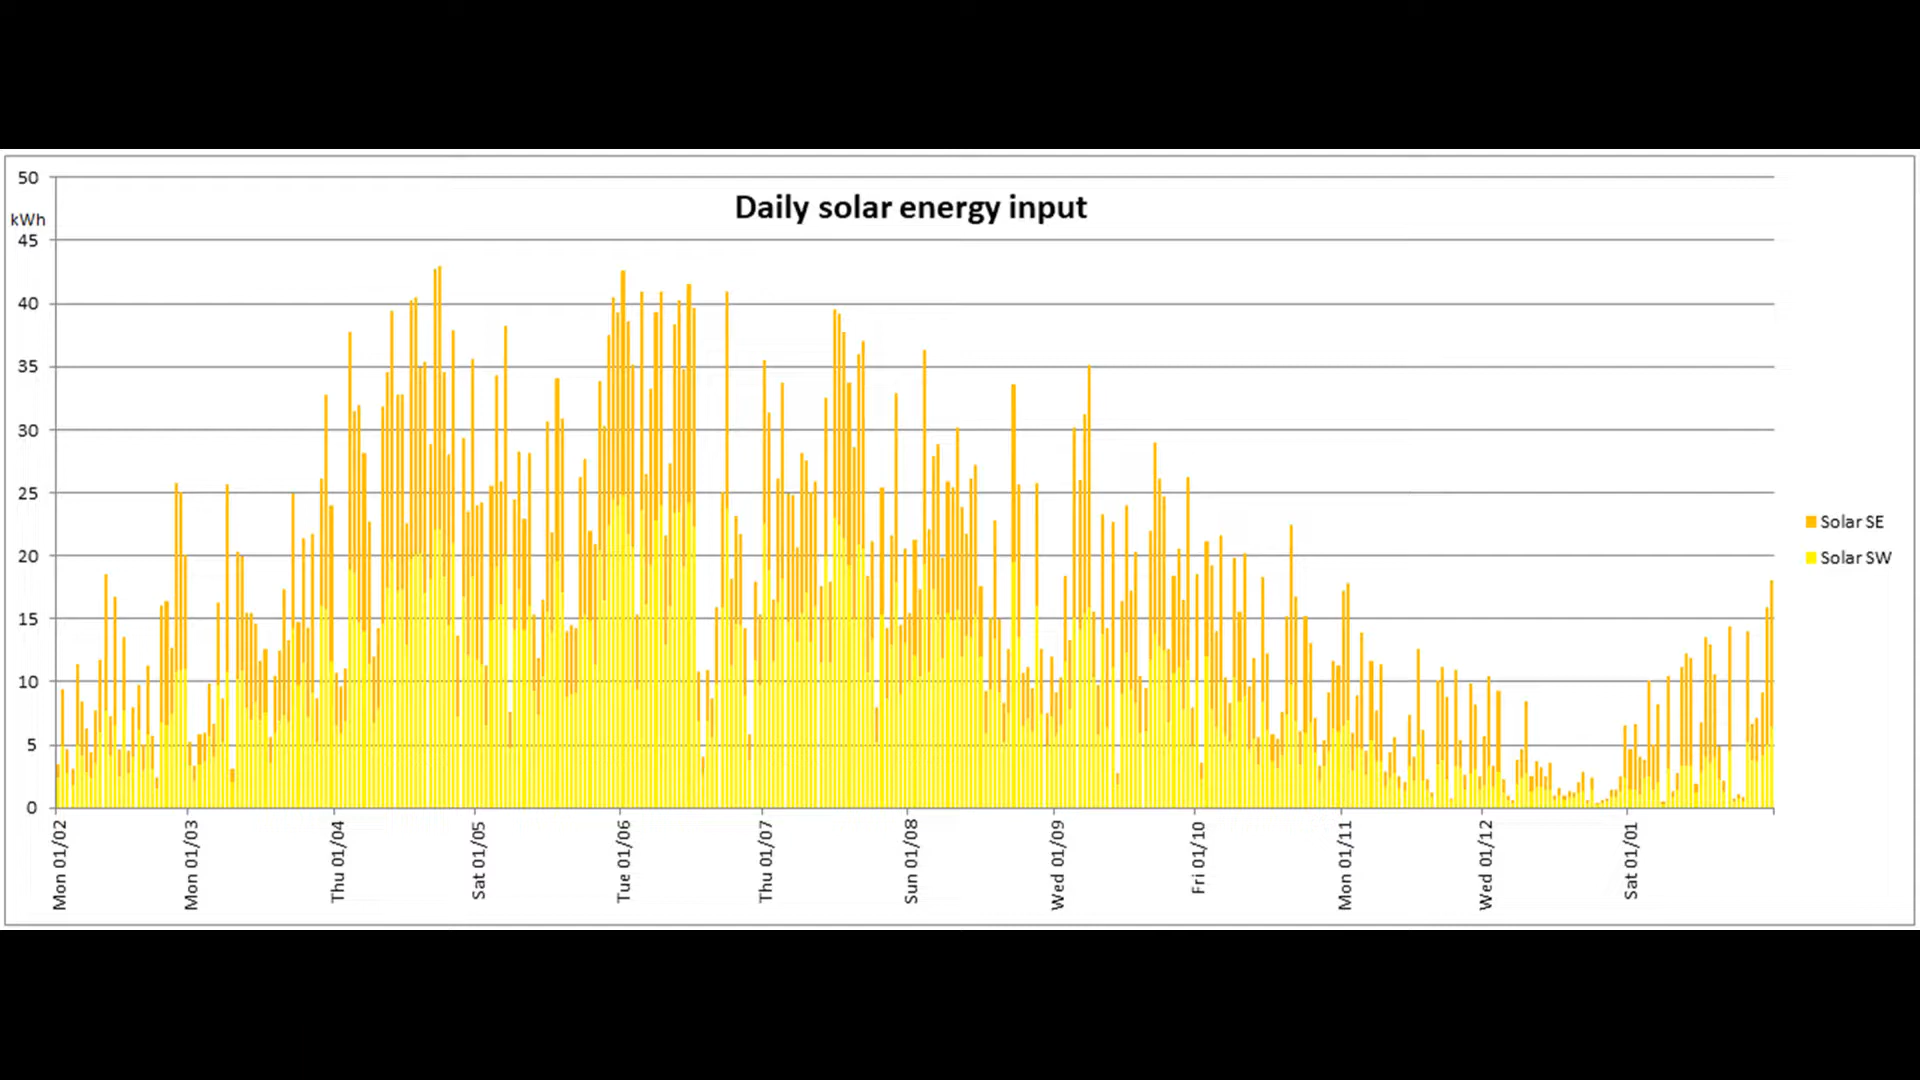 Daily solar energy input
kWh
50
45
40
35
30
25
20
15
10
5
0
Mon 01/02
Mon 01/03
Thu 01/04
Sat 01/05
Tue 01/06
Thu 01/07
Sun 01/08
Wed 01/09
Fri 01/10
Mon 01/11
Wed 01/12
Sat 01/01
Solar SE
Solar SW